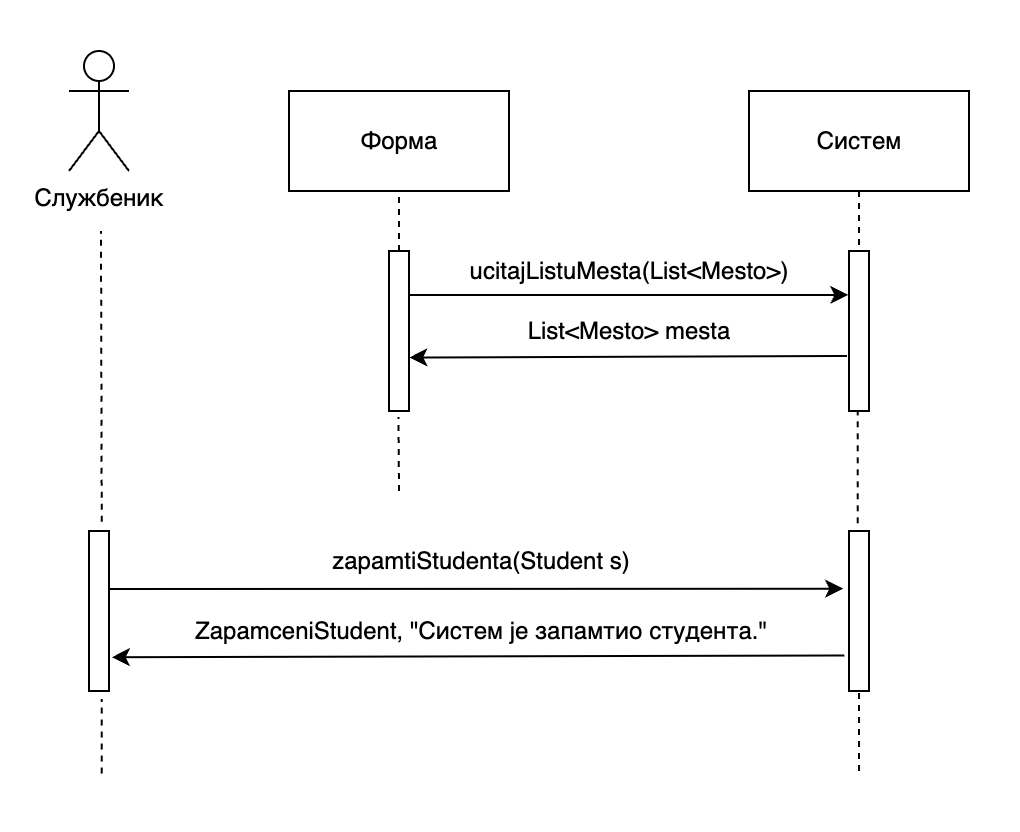 Форма
Систем
Службеник
ucitajListuMesta(List<Mesto>)
List<Mesto> mesta
zapamtiStudenta(Student s)
ZapamceniStudent, "Систем је запамтио студента."